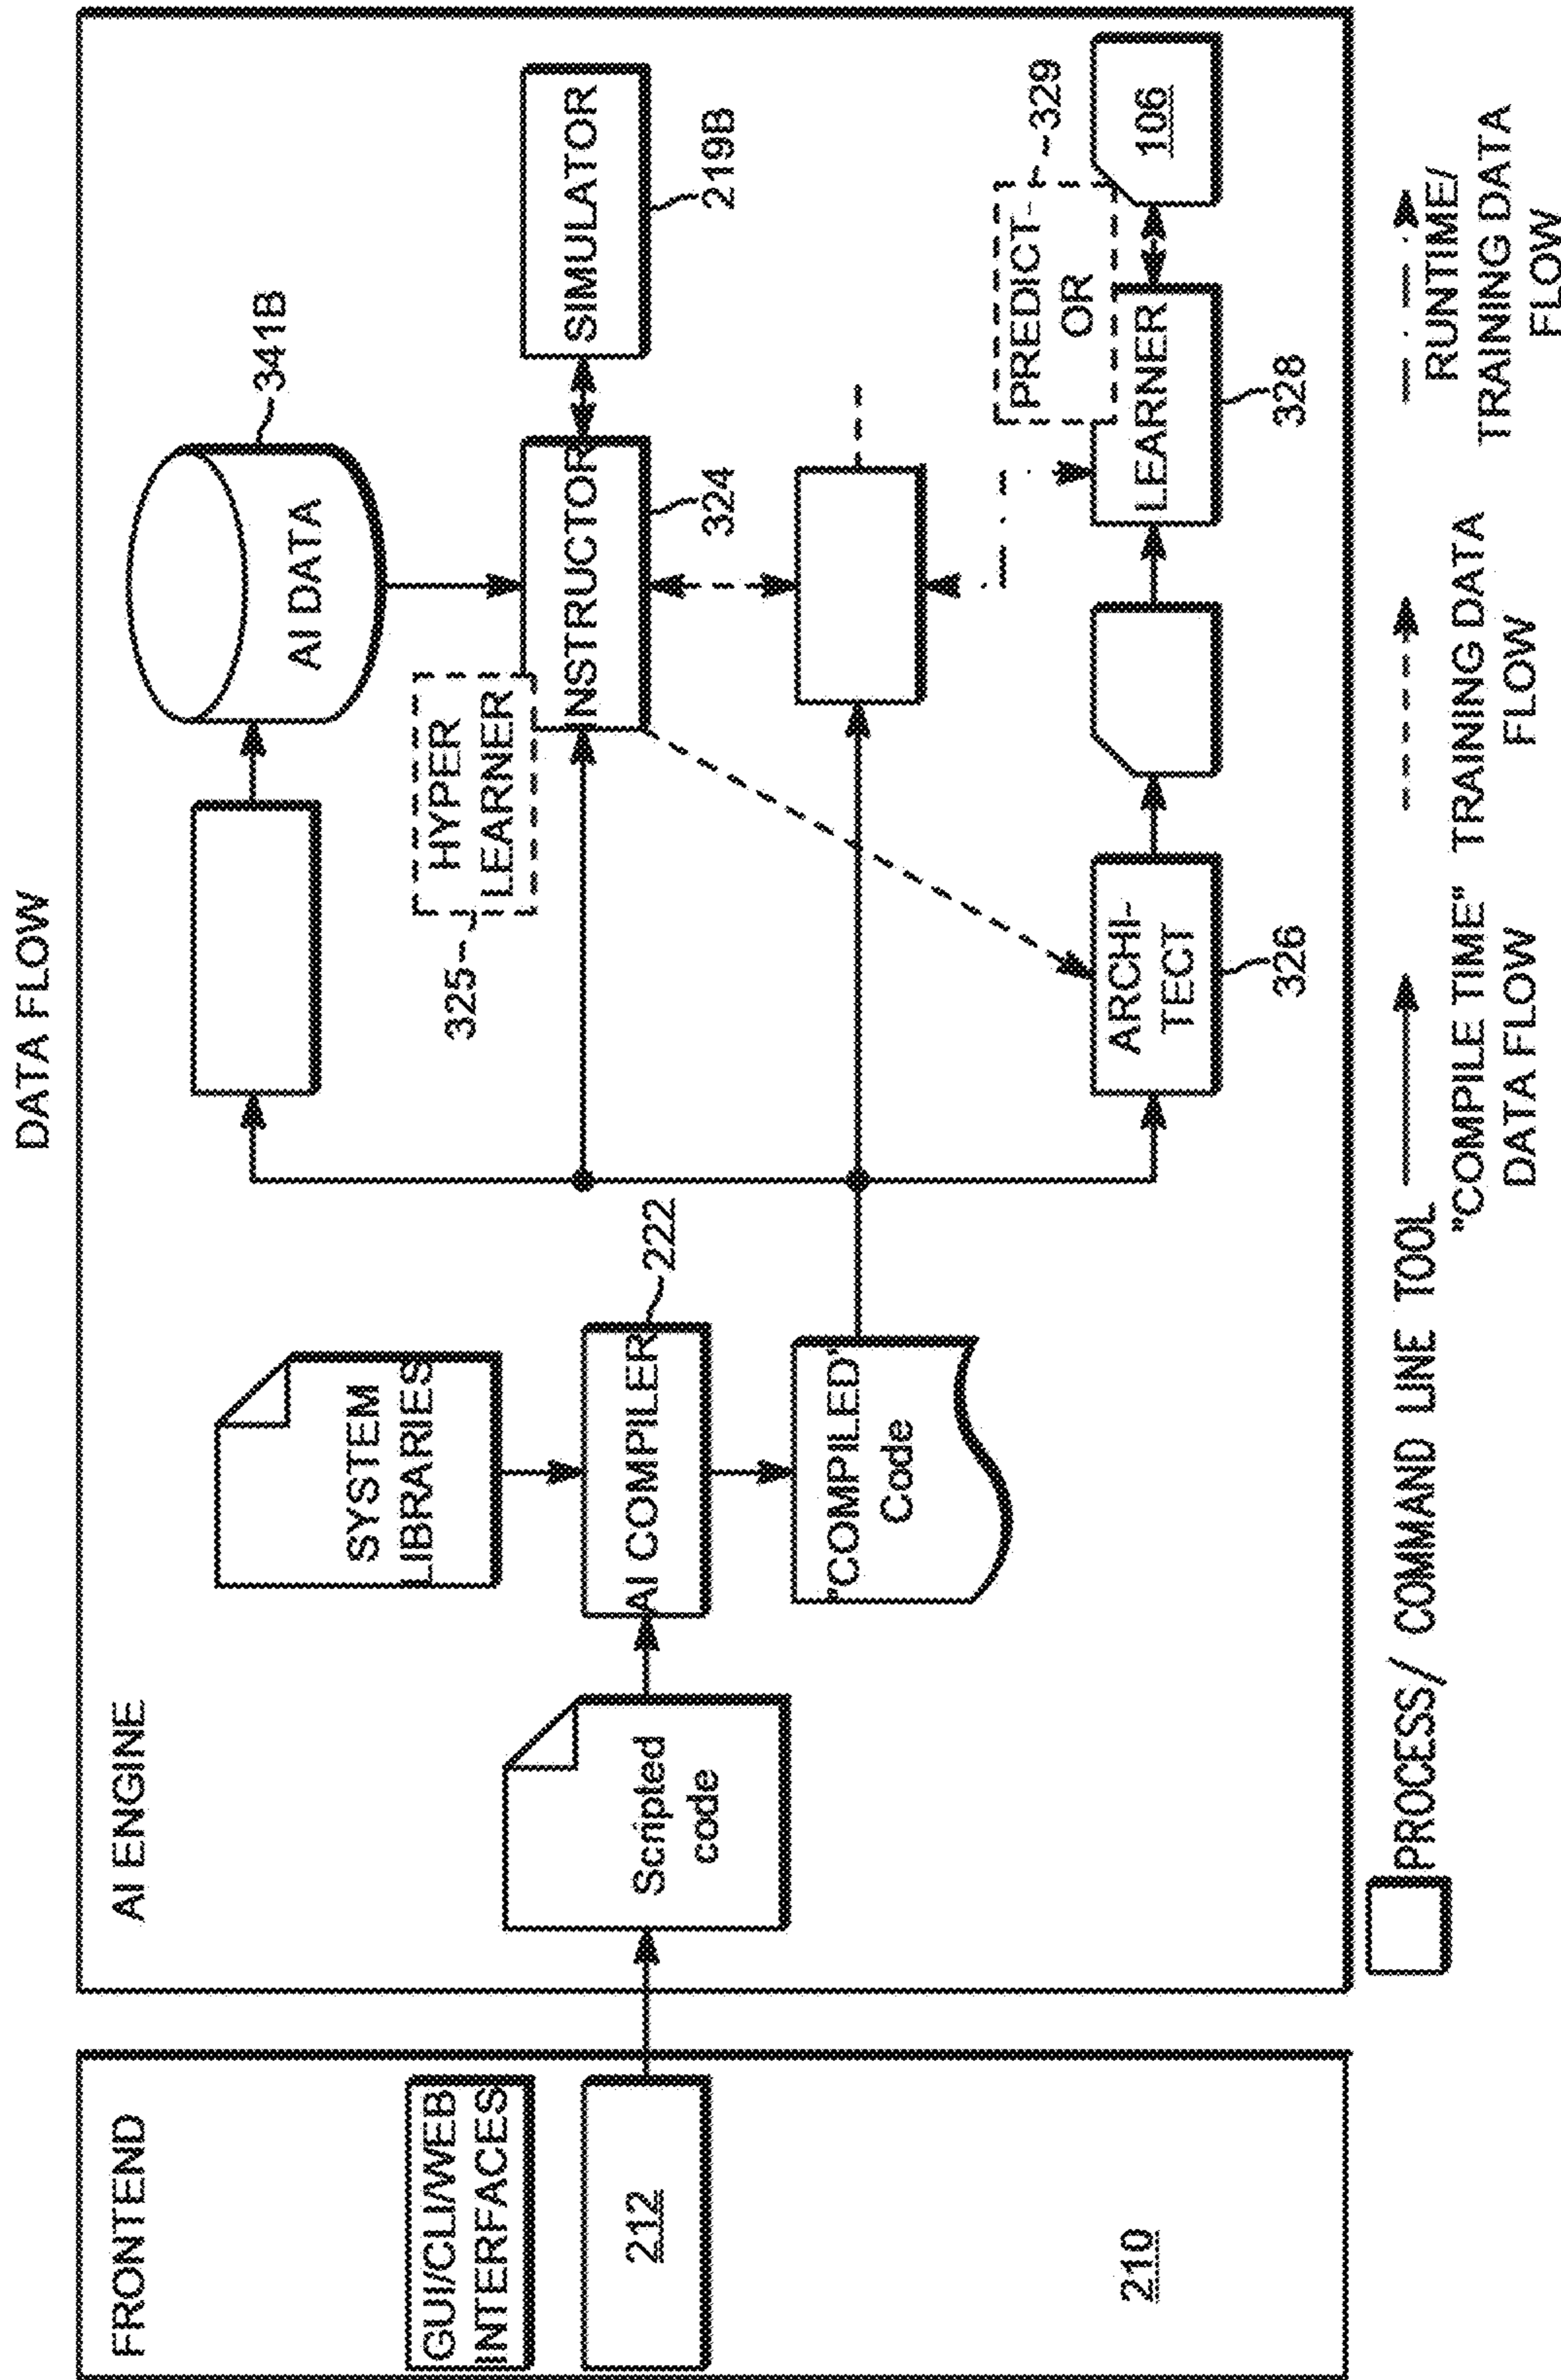 DATA FLOW
FRONTEND
GUI/CLI/WEB
INTERFACES
212
210
AI ENGINE
Scripted
code
SYSTEM
LIBRARIES
AI COMPILER
222
"COMPILED"
Code
AI DATA
341B
HYPER
LEARNER
325
INSTRUCTOR
324
SIMULATOR
219B
ARCHI-
TECT
326
PREDICT-
OR
329
LEARNER
328
106
PROCESS/ COMMAND LINE TOOL
"COMPILE TIME"
DATA FLOW
TRAINING DATA
FLOW
RUNTIME/
TRAINING DATA
FLOW